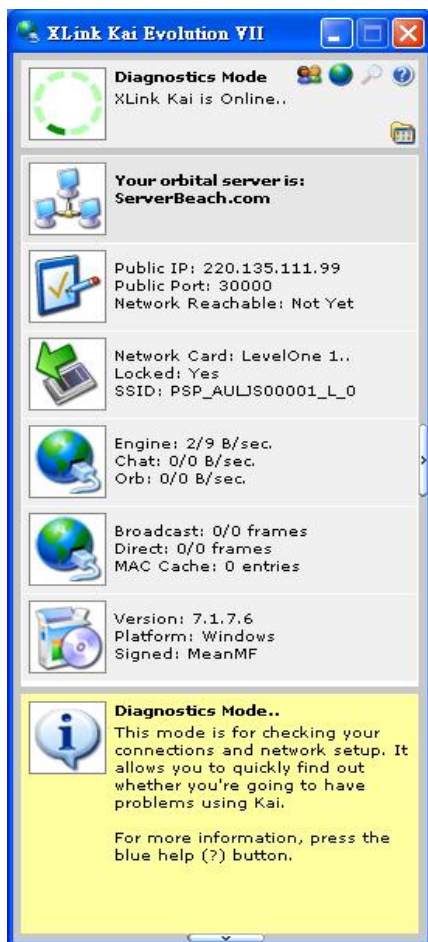 XLink Kai Evolution VII
Diagnostics Mode
XLink Kai is Online..
Your orbital server is:
ServerBeach.com
Public IP: 220.135.111.99
Public Port: 30000
Network Reachable: Not Yet
Network Card: LevelOne 1..
Locked: Yes
SSID: PSP_AULJS00001_L_0
Engine: 2/9 B/sec.
Chat: 0/0 B/sec.
Orb: 0/0 B/sec.
Broadcast: 0/0 frames
Direct: 0/0 frames
MAC Cache: 0 entries
Version: 7.1.7.6
Platform: Windows
Signed: MeanMF
Diagnostics Mode..
This mode is for checking your
connections and network setup. It
allows you to quickly find out
whether you're going to have
problems using Kai.
For more information, press the
blue help (?) button.